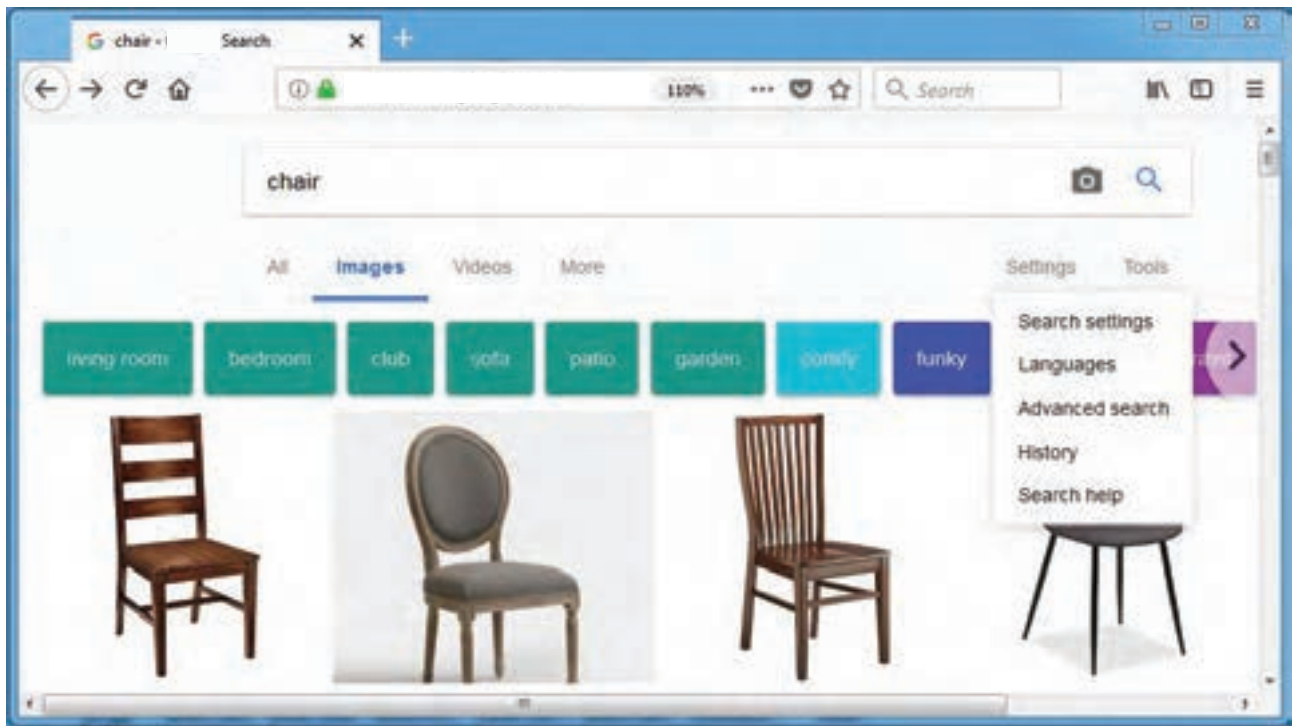 chair - Search
110% Search
chair
All Images Videos More Settings Tools
living room bedroom club sofa patio garden comfy funky
Search settings
Languages
Advanced search
History
Search help